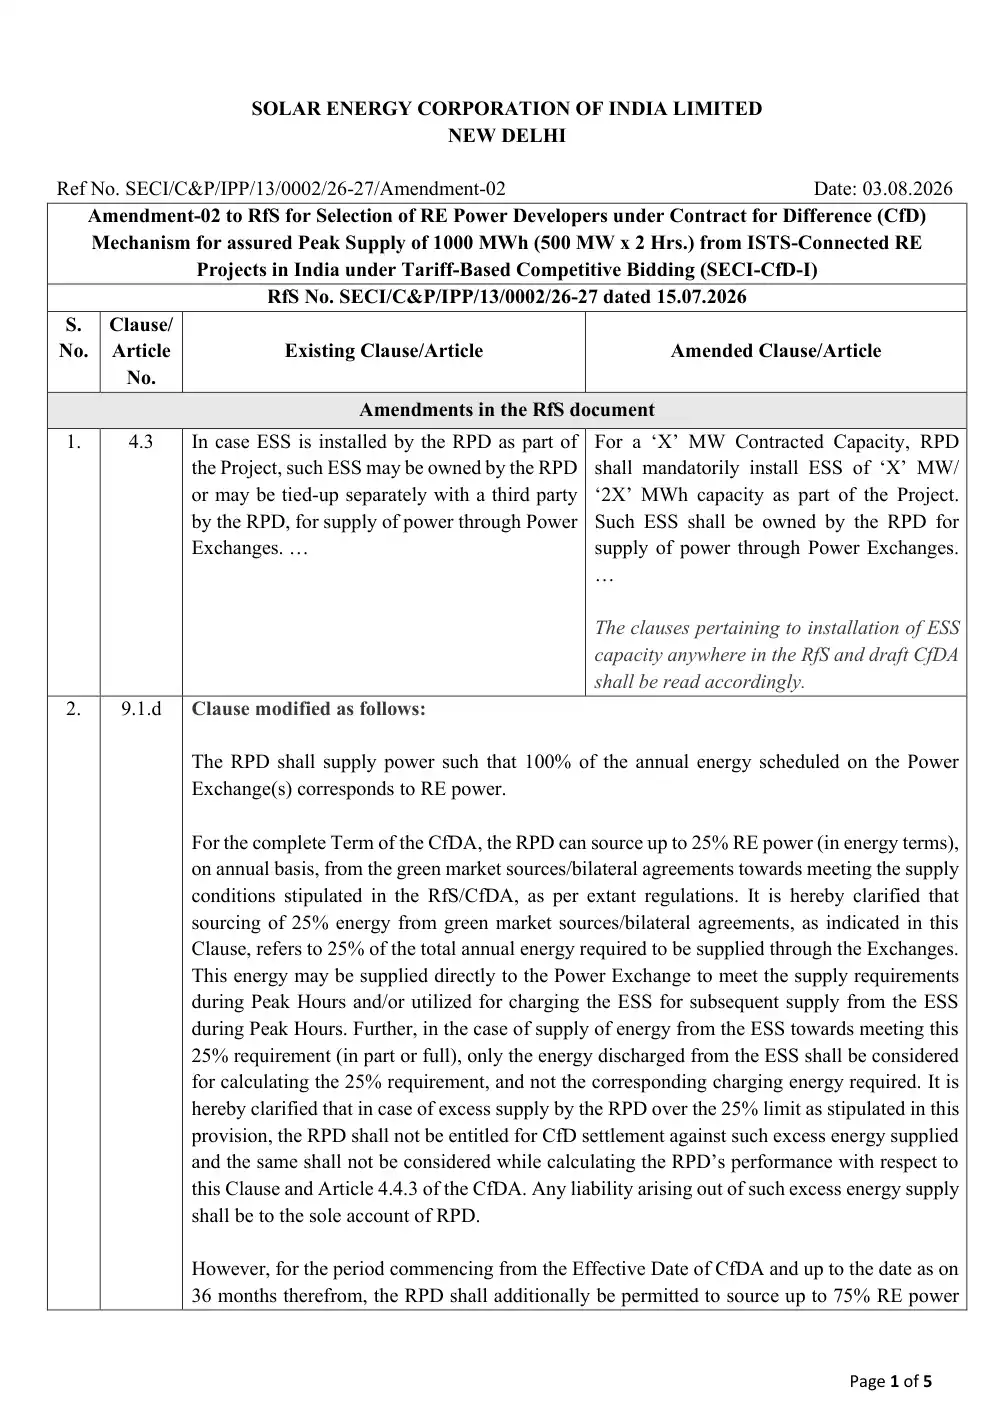 SOLAR ENERGY CORPORATION OF INDIA LIMITED
NEW DELHI
Ref No. SECI/C&P/IPP/13/0002/26-27/Amendment-02 Date: 03.08.2026
Amendment-02 to RfS for Selection of RE Power Developers under Contract for Difference (CfD)
Mechanism for assured Peak Supply of 1000 MWh (500 MW x 2 Hrs.) from ISTS-Connected RE
Projects in India under Tariff-Based Competitive Bidding (SECI-CfD-I)
RfS No. SECI/C&P/IPP/13/0002/26-27 dated 15.07.2026
S.
No.
Clause/
Article
No.
Existing Clause/Article
Amended Clause/Article
Amendments in the RfS document
1.
4.3
In case ESS is installed by the RPD as part of
the Project, such ESS may be owned by the RPD
or may be tied-up separately with a third party
by the RPD, for supply of power through Power
Exchanges. …
For a ‘X’ MW Contracted Capacity, RPD
shall mandatorily install ESS of ‘X’ MW/
‘2X’ MWh capacity as part of the Project.
Such ESS shall be owned by the RPD for
supply of power through Power Exchanges.
…
The clauses pertaining to installation of ESS
capacity anywhere in the RfS and draft CfDA
shall be read accordingly.
2.
9.1.d
Clause modified as follows:
The RPD shall supply power such that 100% of the annual energy scheduled on the Power
Exchange(s) corresponds to RE power.
For the complete Term of the CfDA, the RPD can source up to 25% RE power (in energy terms),
on annual basis, from the green market sources/bilateral agreements towards meeting the supply
conditions stipulated in the RfS/CfDA, as per extant regulations. It is hereby clarified that
sourcing of 25% energy from green market sources/bilateral agreements, as indicated in this
Clause, refers to 25% of the total annual energy required to be supplied through the Exchanges.
This energy may be supplied directly to the Power Exchange to meet the supply requirements
during Peak Hours and/or utilized for charging the ESS for subsequent supply from the ESS
during Peak Hours. Further, in the case of supply of energy from the ESS towards meeting this
25% requirement (in part or full), only the energy discharged from the ESS shall be considered
for calculating the 25% requirement, and not the corresponding charging energy required. It is
hereby clarified that in case of excess supply by the RPD over the 25% limit as stipulated in this
provision, the RPD shall not be entitled for CfD settlement against such excess energy supplied
and the same shall not be considered while calculating the RPD’s performance with respect to
this Clause and Article 4.4.3 of the CfDA. Any liability arising out of such excess energy supply
shall be to the sole account of RPD.
However, for the period commencing from the Effective Date of CfDA and up to the date as on
36 months therefrom, the RPD shall additionally be permitted to source up to 75% RE power
Page 1 of 5